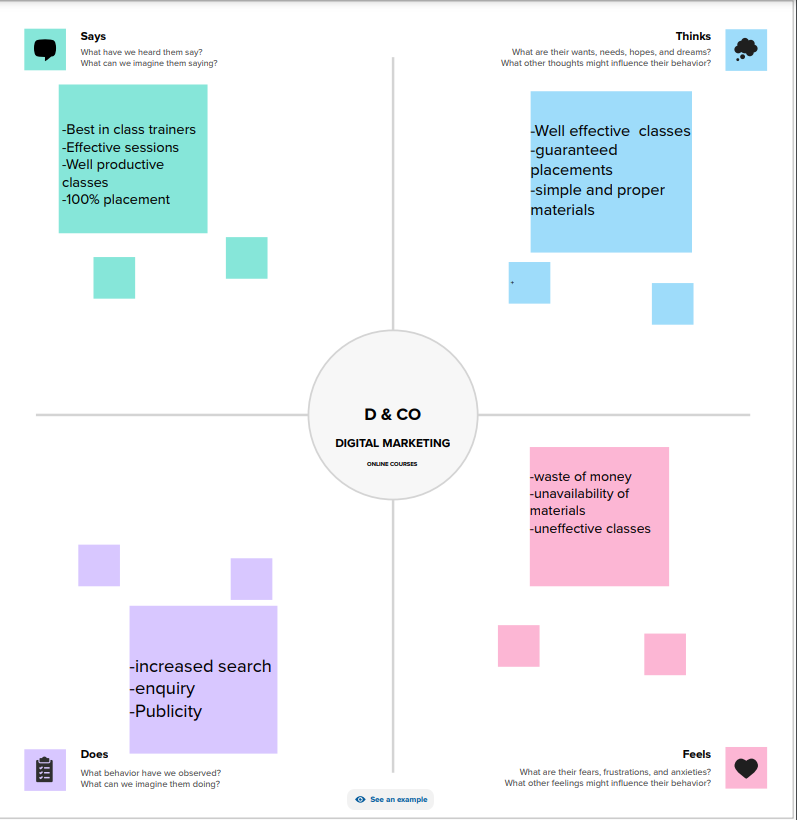 Says
What have we heard them say?
What can we imagine them saying?
Thinks
What are their wants, needs, hopes, and dreams?
What other thoughts might influence their behavior?
-Best in class trainers
-Effective sessions
-Well productive
classes
-100% placement
-Well effective  classes
-guaranteed
placements
-simple and proper
materials
+
D & CO
DIGITAL MARKETING
ONLINE COURSES
-waste of money
-unavailability of
materials
-uneffective classes
-increased search
-enquiry
-Publicity
Does
What behavior have we observed?
What can we imagine them doing?
Feels
What are their fears, frustrations, and anxieties?
What other feelings might influence their behavior?
See an example